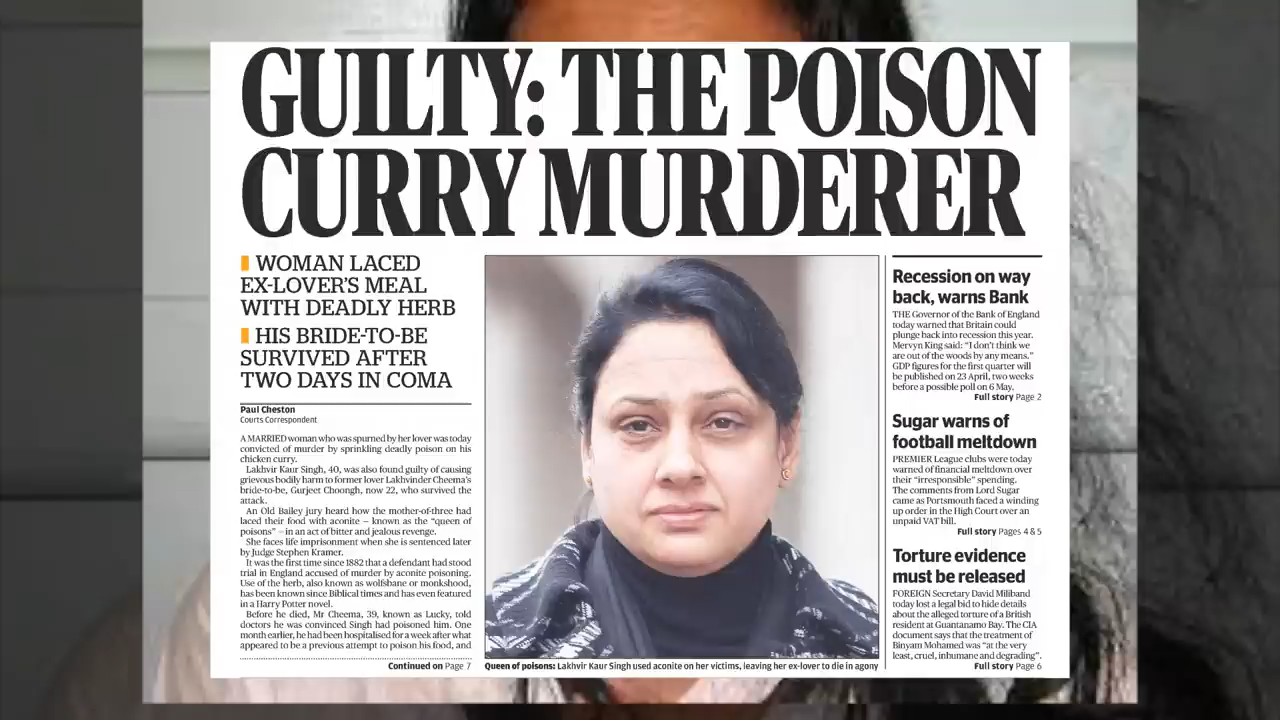 GUILTY: THE POISON
CURRY MURDERER
WOMAN LACED
EX-LOVER'S MEAL
WITH DEADLY HERB
HIS BRIDE-TO-BE
SURVIVED AFTER
TWO DAYS IN COMA
Paul Cheston
Courts Correspondent
A MARRIED woman who was spurned by her lover was today
convicted of murder by sprinkling deadly poison on his
chicken curry.
Lakhvir Kaur Singh, 40, was also found guilty of causing
grievous bodily harm to former lover Lakhvinder Cheema's
bride-to-be, Gurjeet Choongh, now 22, who survived the
attack.
An Old Bailey jury heard how the mother-of-three had
laced their food with aconite – known as the "queen of
poisons" – in an act of bitter and jealous revenge.
She faces life imprisonment when she is sentenced later
by Judge Stephen Kramer.
It was the first time since 1882 that a defendant had stood
trial in England accused of murder by aconite poisoning.
Use of the herb, also known as wolfsbane or monkshood,
has been known since Biblical times and has even featured
in a Harry Potter novel.
Before he died, Mr Cheema, 39, known as Lucky, told
doctors he was convinced Singh had poisoned him. One
month earlier, he had been hospitalised for a week after what
appeared to be a previous attempt to poison his food, and
Continued on Page 7
Queen of poisons: Lakhvir Kaur Singh used aconite on her victims, leaving her ex-lover to die in agony
Recession on way
back, warns Bank
THE Governor of the Bank of England
today warned that Britain could
plunge back into recession this year.
Mervyn King said: "I don't think we
are out of the woods by any means."
GDP figures for the first quarter will
be published on 23 April, two weeks
before a possible poll on 6 May.
Full story Page 2
Sugar warns of
football meltdown
PREMIER League clubs were today
warned of financial meltdown over
their "irresponsible" spending.
The comments from Lord Sugar
came as Portsmouth faced a winding
up order in the High Court over an
unpaid VAT bill.
Full story Pages 4 & 5
Torture evidence
must be released
FOREIGN Secretary David Miliband
today lost a legal bid to hide details
about the alleged torture of a British
resident at Guantanamo Bay. The CIA
document says that the treatment of
Binyam Mohamed was "at the very
least, cruel, inhumane and degrading".
Full story Page 6